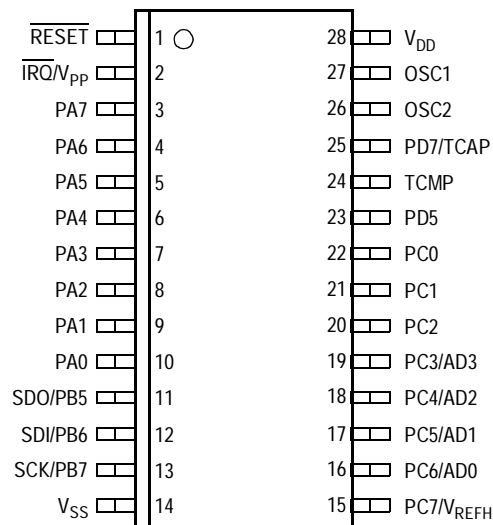 RESET 1 28 VDD
IRQ/VPP 2 27 OSC1
PA7 3 26 OSC2
PA6 4 25 PD7/TCAP
PA5 5 24 TCMP
PA4 6 23 PD5
PA3 7 22 PC0
PA2 8 21 PC1
PA1 9 20 PC2
PA0 10 19 PC3/AD3
SDO/PB5 11 18 PC4/AD2
SDI/PB6 12 17 PC5/AD1
SCK/PB7 13 16 PC6/AD0
VSS 14 15 PC7/VREFH